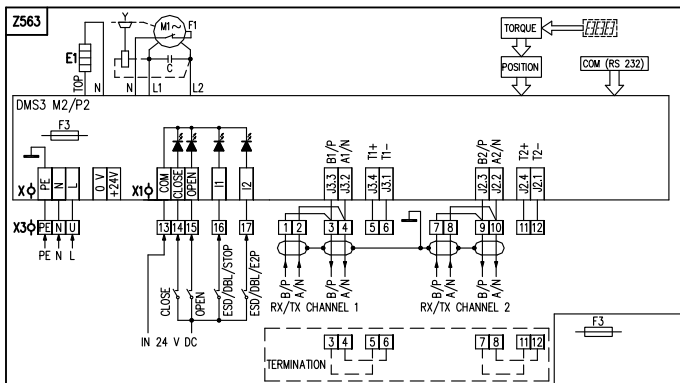 Z563
Y
M1~
F1
E1
C
TOP
N
N
L1
L2
TORQUE
POSITION
COM (RS 232)
DMS3 M2/P2
F3
PE
N
L
0 V
+24V
COM
CLOSE
OPEN
I1
I2
B1/P
A1/N
T1+
T1-
B2/P
A2/N
T2+
T2-
J3.3
J3.2
J3.4
J3.1
J2.3
J2.2
J2.4
J2.1
X
X1
X3
PE N U
13 14 15 16 17
1 2 3 4 5 6
7 8 9 10 11 12
PE N L
CLOSE
OPEN
ESD/DBL/STOP
ESD/DBL/E2P
B/P
A/N
B/P
A/N
B/P
A/N
B/P
A/N
RX/TX CHANNEL 1
RX/TX CHANNEL 2
IN 24 V DC
TERMINATION
3 4 5 6
7 8 11 12
F3